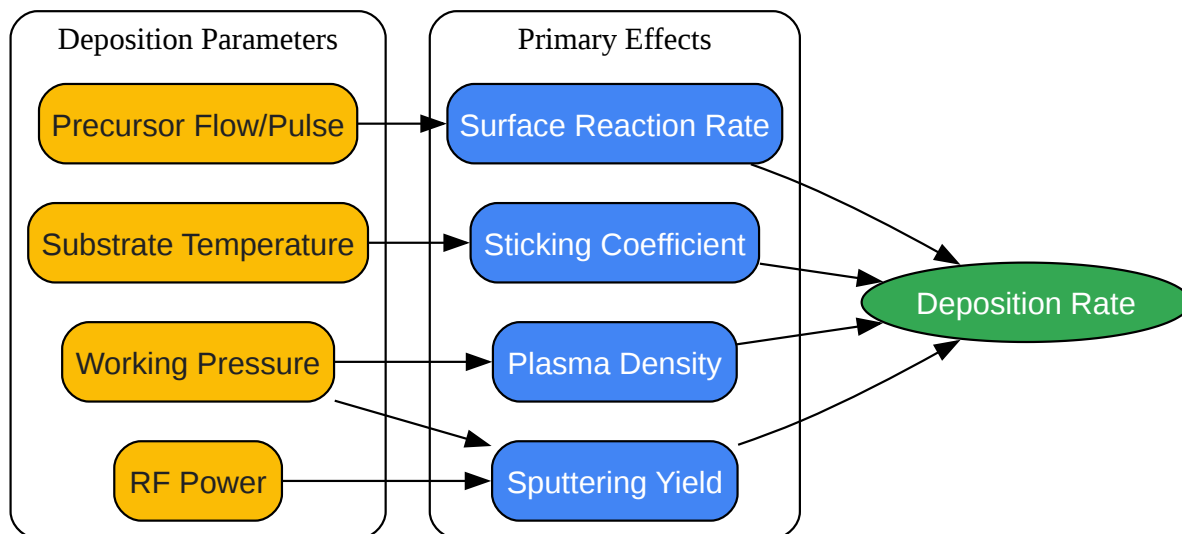 Deposition Parameters
Primary Effects
Precursor Flow/Pulse
Surface Reaction Rate
Substrate Temperature
Sticking Coefficient
Deposition Rate
Working Pressure
Plasma Density
RF Power
Sputtering Yield